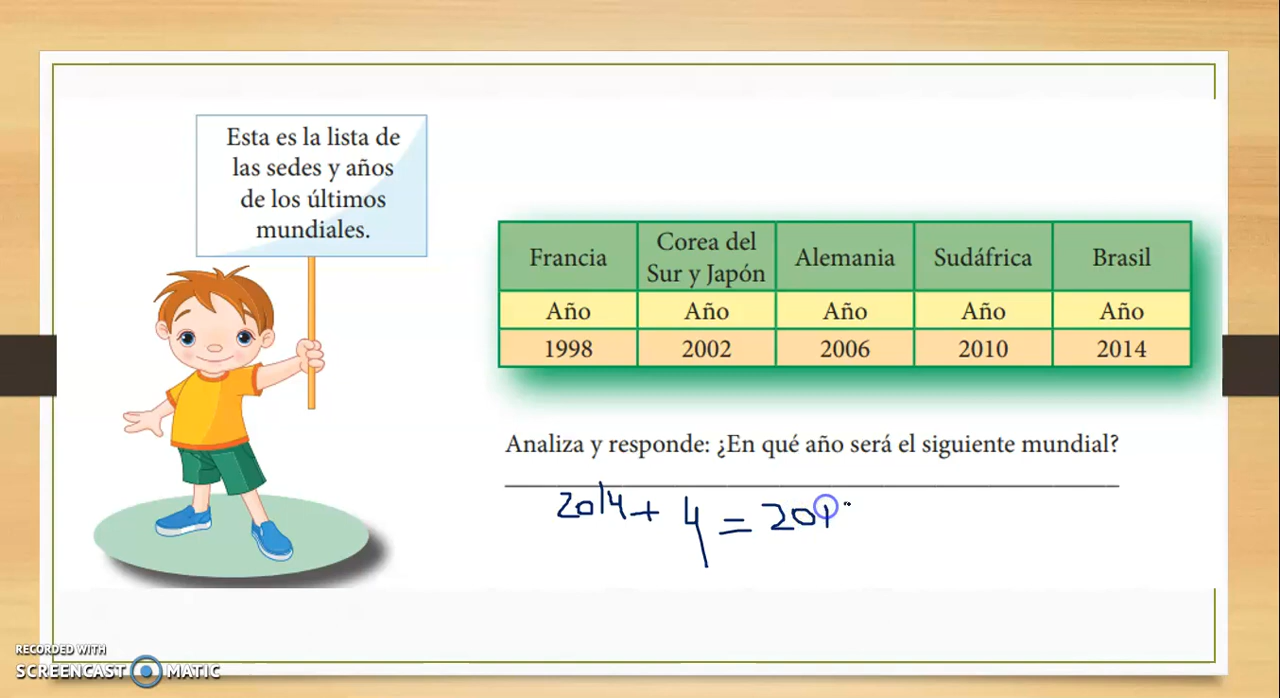 Esta es la lista de
las sedes y años
de los últimos
mundiales.
Francia Corea del Sur y Japón Alemania Sudáfrica Brasil
Año Año Año Año Año
1998 2002 2006 2010 2014
Analiza y responde: ¿En qué año será el siguiente mundial?
2014 + 4 = 201
RECORDED WITH
SCREENCAST MATIC